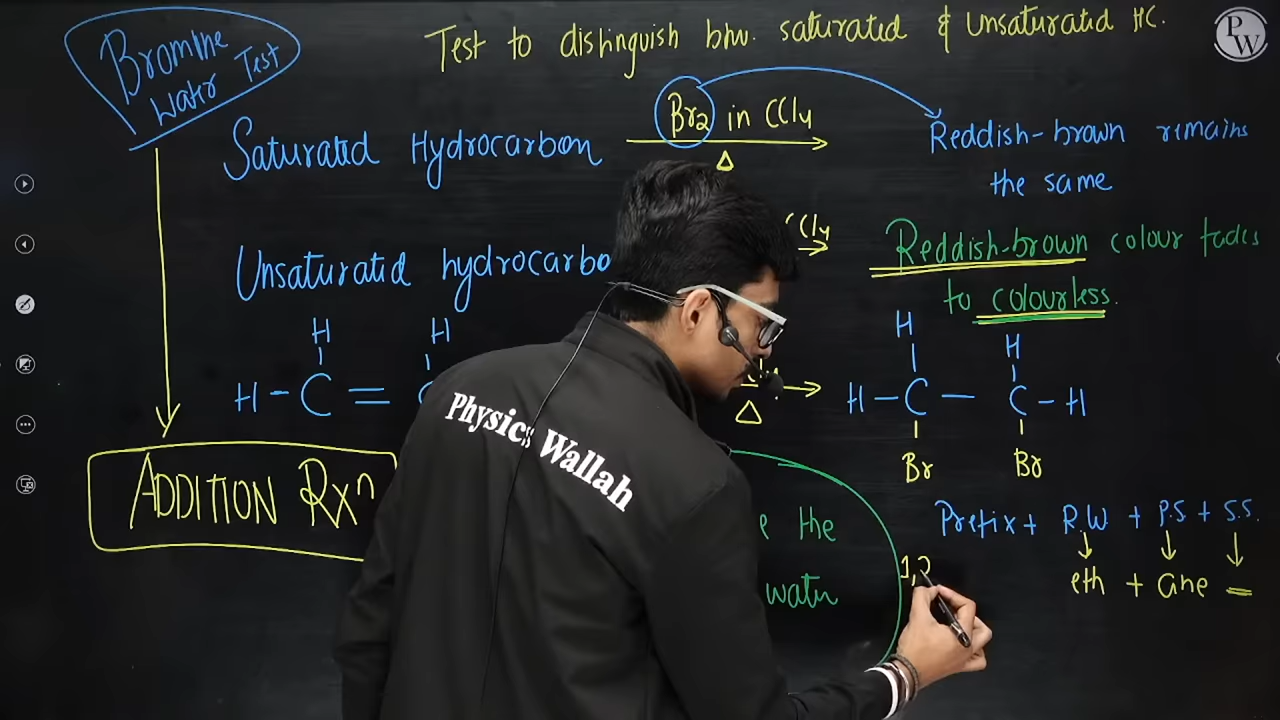 Bromine
Water Test
Test to distinguish btw. saturated & Unsaturated HC.
PW
Saturated Hydrocarbon
Br2 in CCl4
Δ
Reddish-brown remains
the same
Unsaturated hydrocarbo
CCl4
Reddish-brown colour fades
to colourless.
H H
H - C =
Δ
H H
H - C - C - H
Br Br
ADDITION Rxn
Physics Wallah
the
water
Prefix + R.W + P.S + S.S.
eth + ane =
1,2